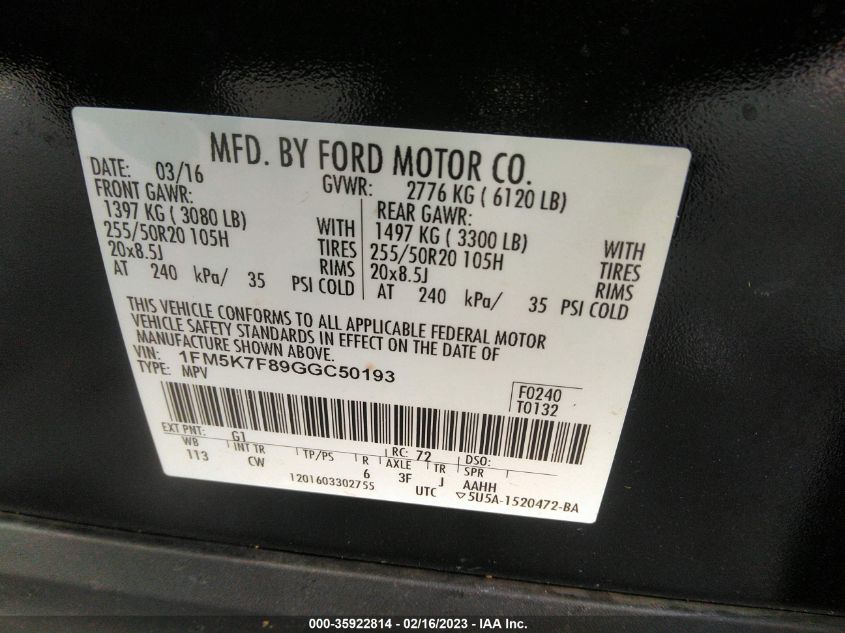 MFD. BY FORD MOTOR CO.
DATE: 03/16 GVWR: 2776 KG ( 6120 LB)
FRONT GAWR: REAR GAWR:
1397 KG ( 3080 LB) WITH 1497 KG ( 3300 LB) WITH
255/50R20 105H TIRES 255/50R20 105H TIRES
20x8.5J RIMS 20x8.5J RIMS
AT 240 kPa/ 35 PSI COLD AT 240 kPa/ 35 PSI COLD
THIS VEHICLE CONFORMS TO ALL APPLICABLE FEDERAL MOTOR
VEHICLE SAFETY STANDARDS IN EFFECT ON THE DATE OF
MANUFACTURE SHOWN ABOVE.
VIN: 1FM5K7F89GGC50193
TYPE: MPV
F0240
T0132
EXT PNT: G1 RC: 72 DSO:
WB INT TR TP/PS R AXLE TR SPR
113 CW 6 3F J AAHH
1201603302755 UTC ▽5U5A-1520472-BA
000-35922814 - 02/16/2023 - IAA Inc.